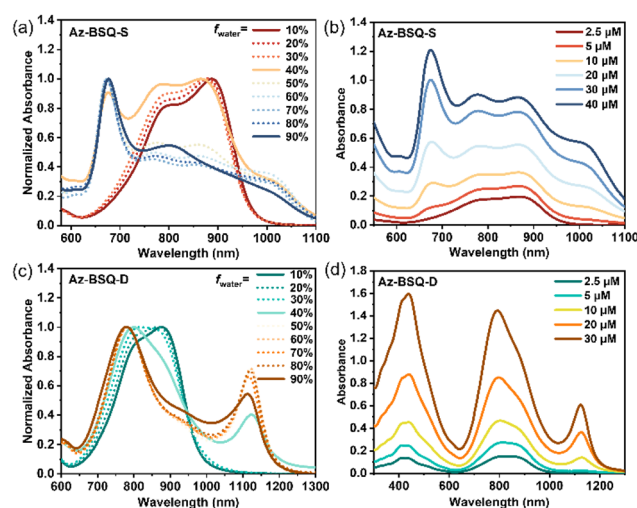 (a)
Az-BSQ-S
f water=
10%
20%
30%
40%
50%
60%
70%
80%
90%
Normalized Absorbance
1.4
1.2
1.0
0.8
0.6
0.4
0.2
0.0
600 700 800 900 1000 1100
Wavelength (nm)
(b)
Az-BSQ-S
2.5 μM
5 μM
10 μM
20 μM
30 μM
40 μM
Absorbance
1.4
1.2
1.0
0.8
0.6
0.4
0.2
0.0
600 700 800 900 1000 1100
Wavelength (nm)
(c)
Az-BSQ-D
f water=
10%
20%
30%
40%
50%
60%
70%
80%
90%
Normalized Absorbance
1.4
1.2
1.0
0.8
0.6
0.4
0.2
0.0
600 700 800 900 1000 1100 1200 1300
Wavelength (nm)
(d)
Az-BSQ-D
2.5 μM
5 μM
10 μM
20 μM
30 μM
Absorbance
1.6
1.4
1.2
1.0
0.8
0.6
0.4
0.2
0.0
400 600 800 1000 1200
Wavelength (nm)